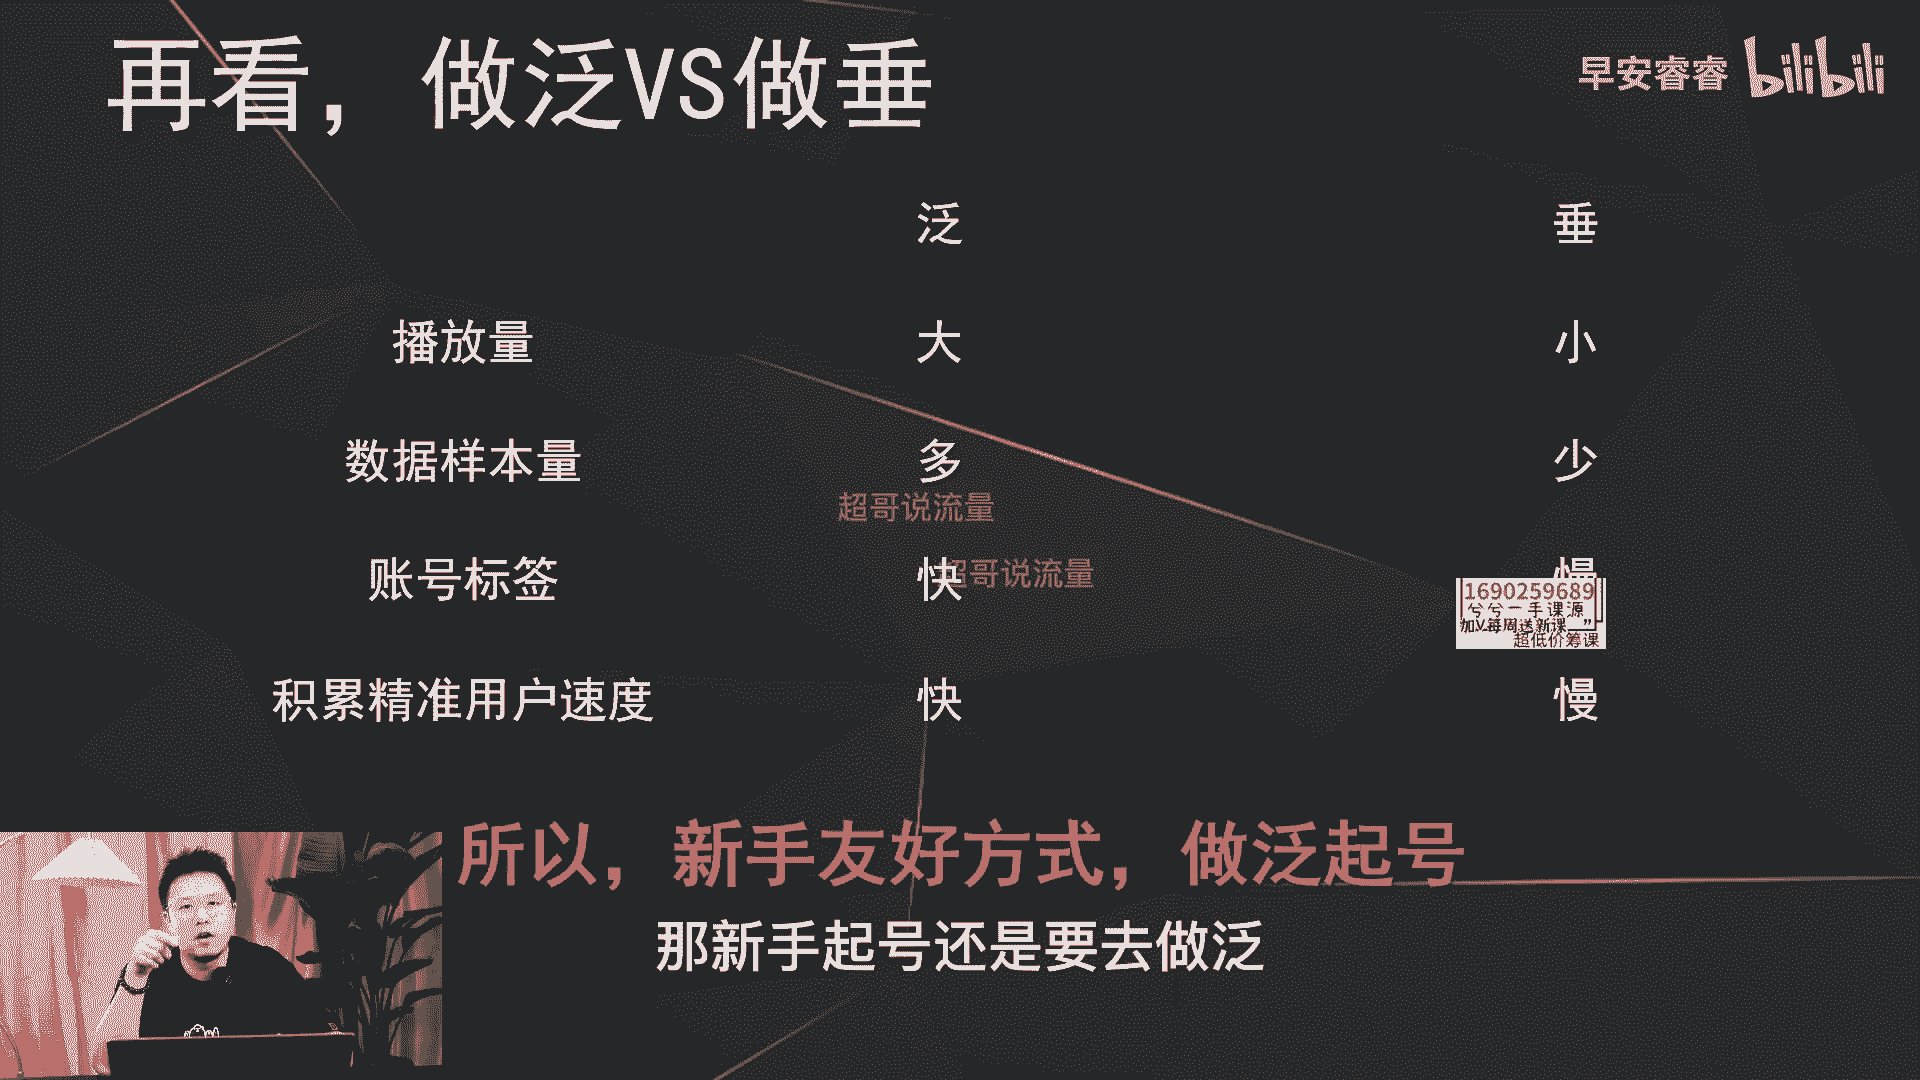 再看，做泛VS做垂
早安睿睿 bilibili
泛 垂
播放量 大 小
数据样本量 多 少
超哥说流量
账号标签 快 慢
超哥说流量
1690259689
兮兮一手课源
加V每周送新课
超低价筹课
积累精准用户速度 快 慢
所以，新手友好方式，做泛起号
那新手起号还是要去做泛